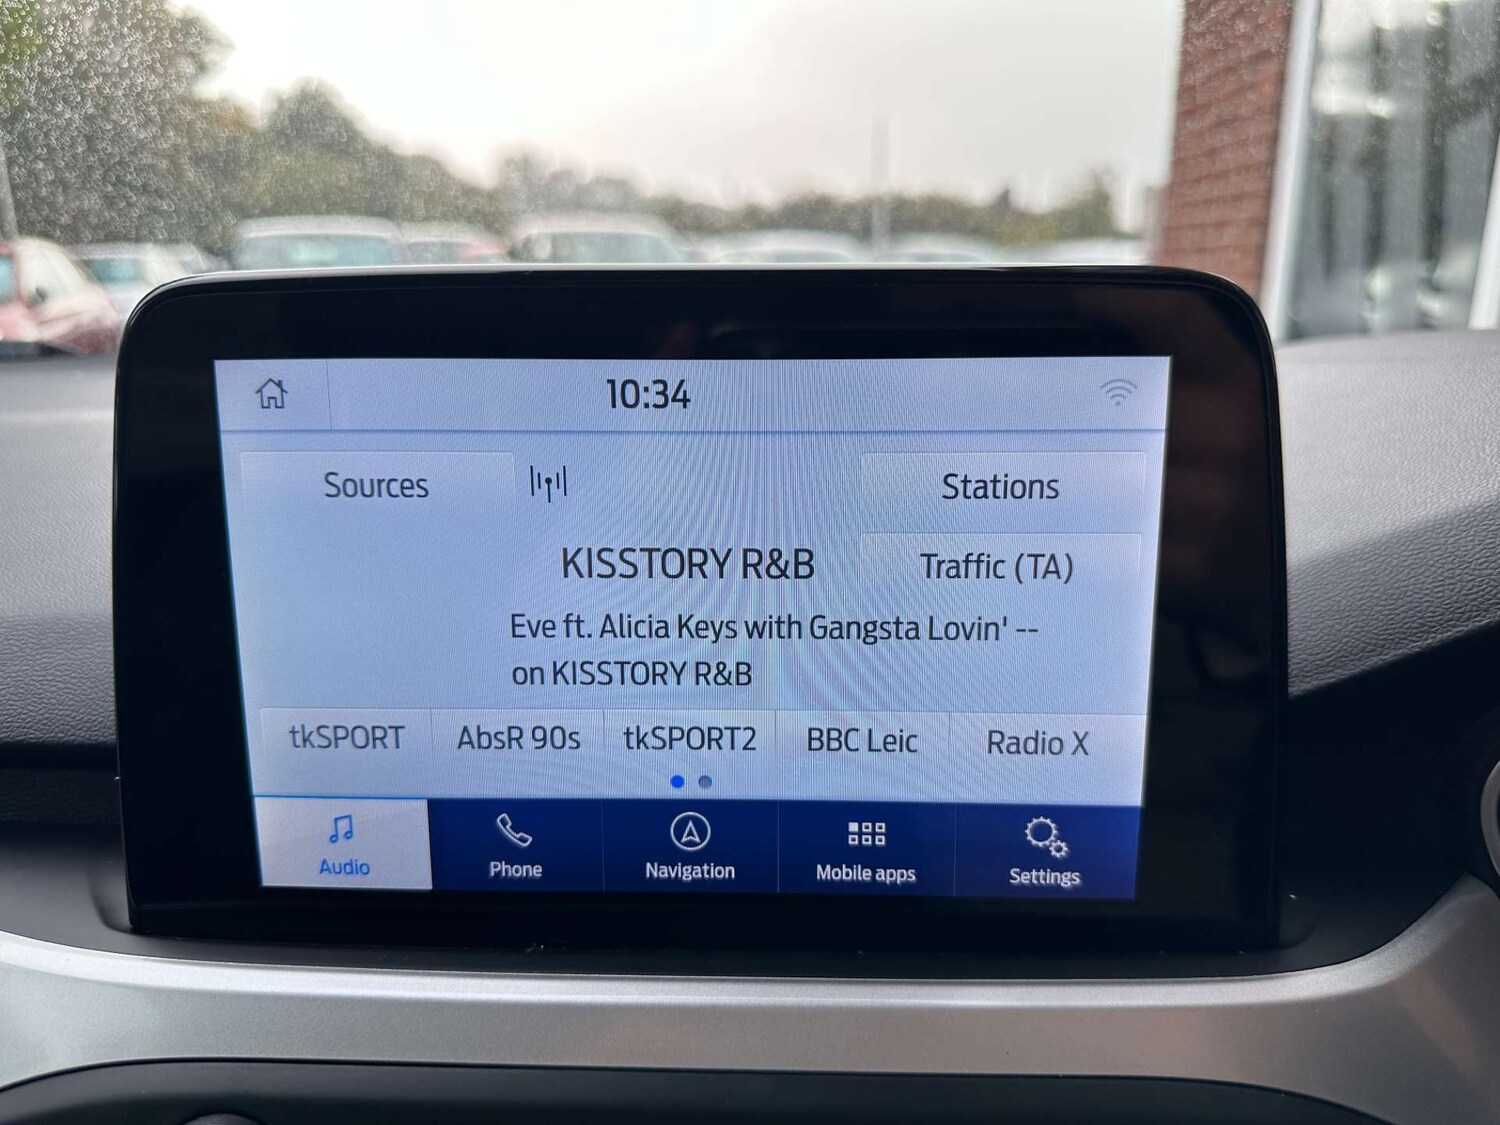 10:34
Sources
Stations
KISSTORY R&B
Traffic (TA)
Eve ft. Alicia Keys with Gangsta Lovin' --
on KISSTORY R&B
tkSPORT
AbsR 90s
tkSPORT2
BBC Leic
Radio X
Audio
Phone
Navigation
Mobile apps
Settings